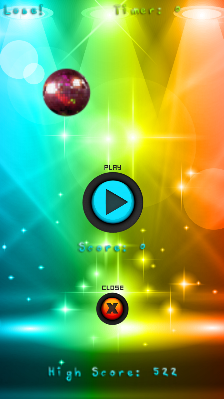 Lose! Timer: 0
PLAY
Score: 0
CLOSE
X
High Score: 522